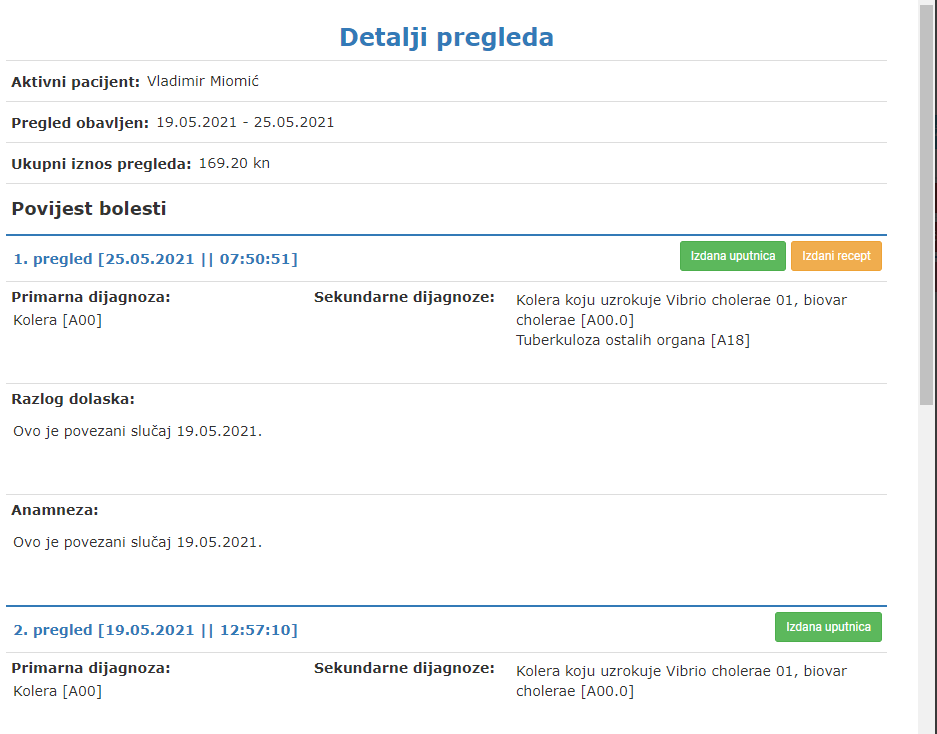 Detalji pregleda
Aktivni pacijent: Vladimir Miomić
Pregled obavljen: 19.05.2021 - 25.05.2021
Ukupni iznos pregleda: 169.20 kn
Povijest bolesti
1. pregled [25.05.2021 || 07:50:51] Izdana uputnica Izdani recept
Primarna dijagnoza:
Kolera [A00]
Sekundarne dijagnoze:
Kolera koju uzrokuje Vibrio cholerae 01, biovar
cholerae [A00.0]
Tuberkuloza ostalih organa [A18]
Razlog dolaska:
Ovo je povezani slučaj 19.05.2021.
Anamneza:
Ovo je povezani slučaj 19.05.2021.
2. pregled [19.05.2021 || 12:57:10] Izdana uputnica
Primarna dijagnoza:
Kolera [A00]
Sekundarne dijagnoze:
Kolera koju uzrokuje Vibrio cholerae 01, biovar
cholerae [A00.0]